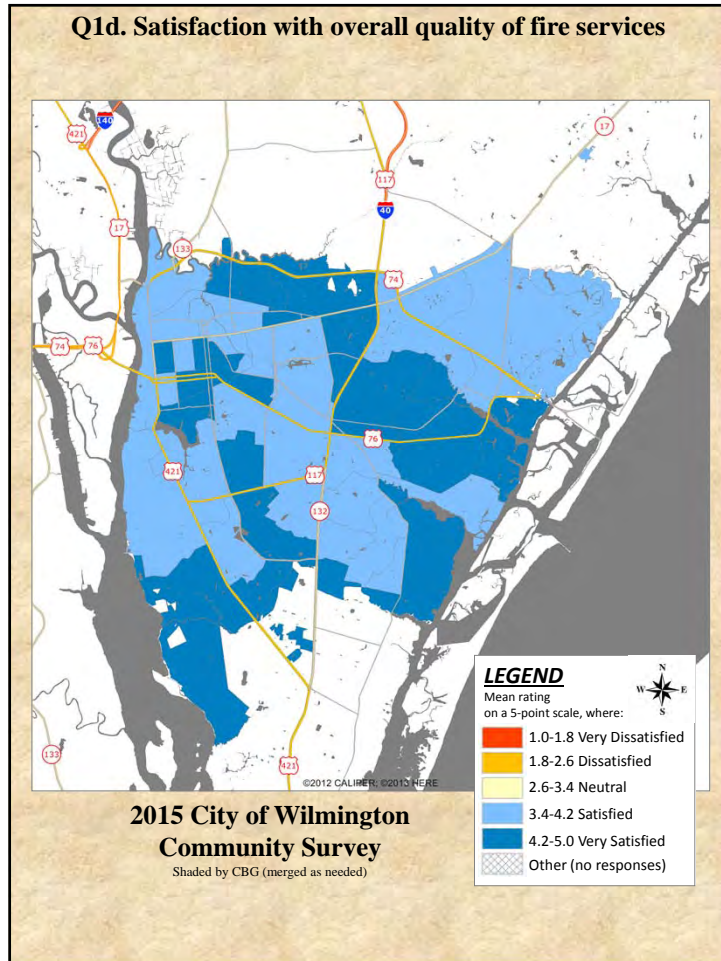 Q1d. Satisfaction with overall quality of fire services
140
421
17
117
40
17
133
74
74
76
76
421
117
132
133
421
©2012 CALIPER; ©2013 HERE
LEGEND
Mean rating
on a 5-point scale, where:
N
W E
S
1.0-1.8 Very Dissatisfied
1.8-2.6 Dissatisfied
2.6-3.4 Neutral
3.4-4.2 Satisfied
4.2-5.0 Very Satisfied
Other (no responses)
2015 City of Wilmington
Community Survey
Shaded by CBG (merged as needed)